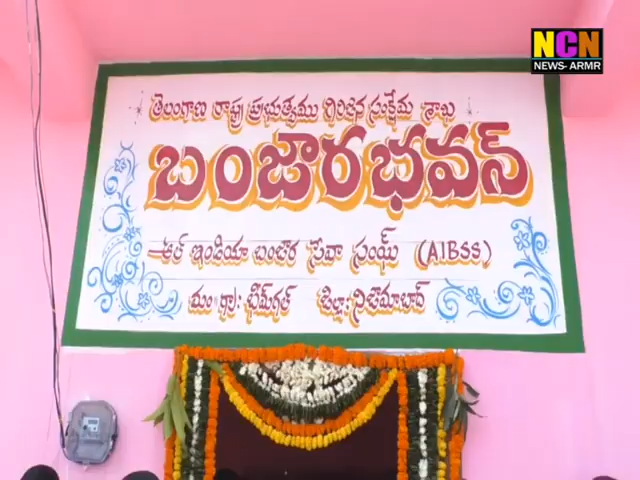 NCN
NEWS- ARMR
తెలంగాణ రాష్ట్ర ప్రభుత్వము గిరిజన సంక్షేమ శాఖ
బంజారభవన్
ఆల్ ఇండియా బంజార సేవా సంఘ్ (AIBSS)
మం॥ గ్రా: భీమ్‌గల్ జిల్లా: నిజామాబాద్